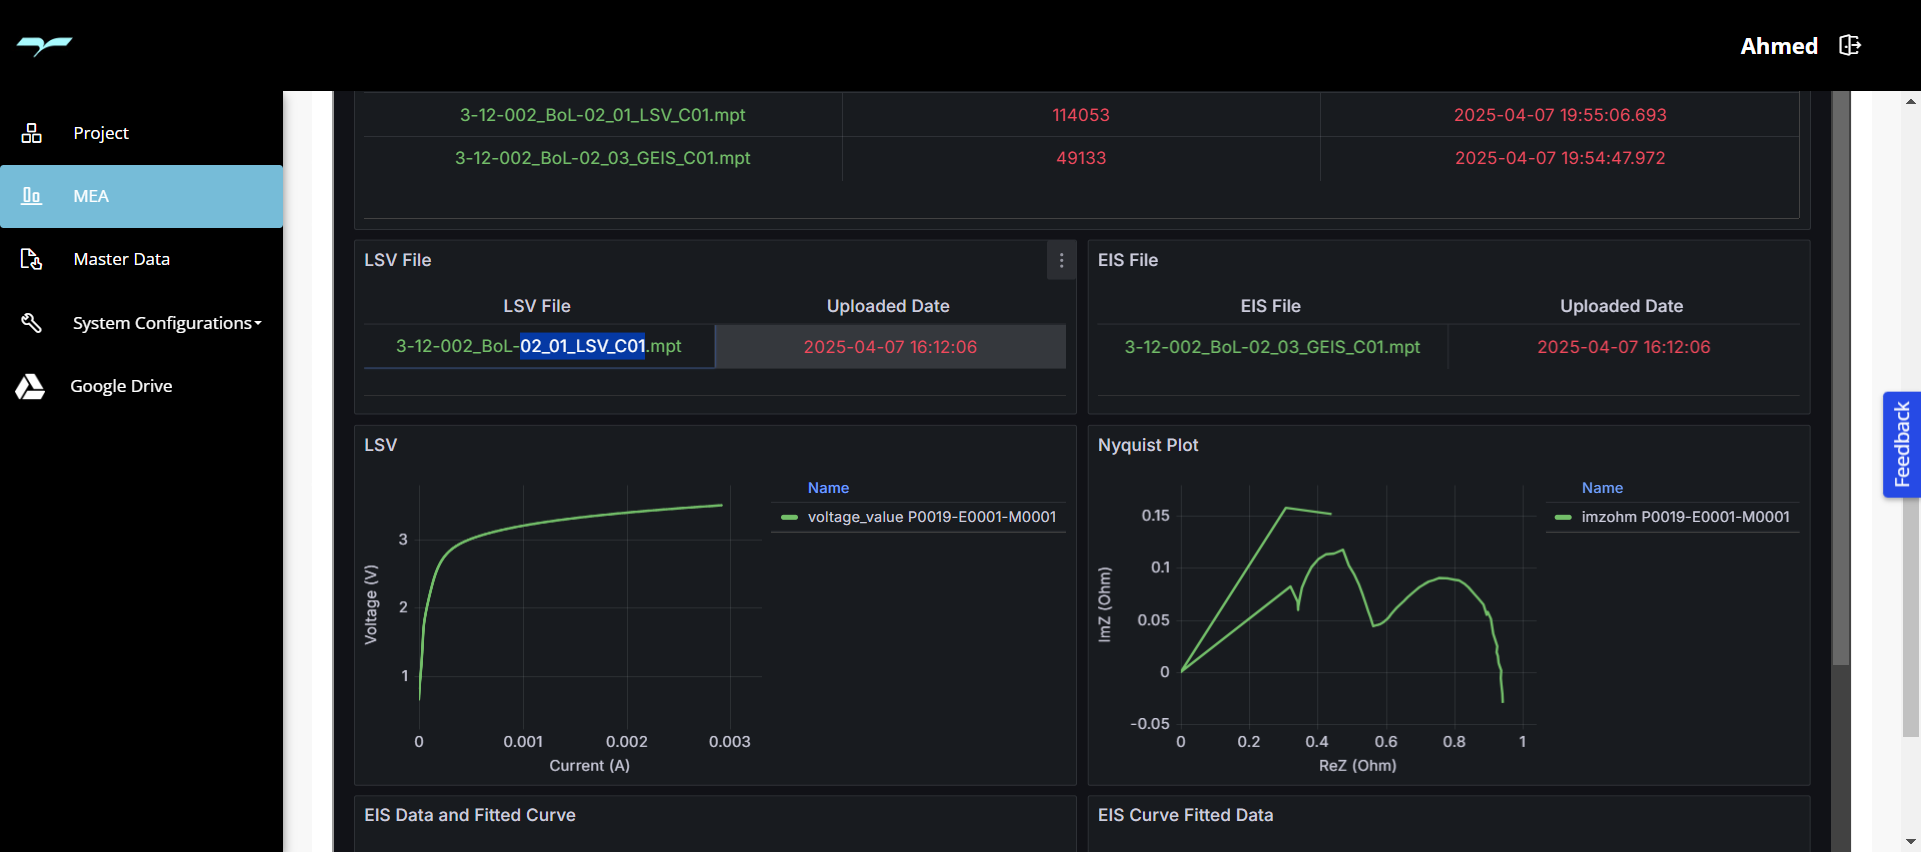 Ahmed
Project
MEA
Master Data
System Configurations
Google Drive
3-12-002_BoL-02_01_LSV_C01.mpt 114053 2025-04-07 19:55:06.693
3-12-002_BoL-02_03_GEIS_C01.mpt 49133 2025-04-07 19:54:47.972
LSV File
LSV File Uploaded Date
3-12-002_BoL-02_01_LSV_C01.mpt 2025-04-07 16:12:06
EIS File
EIS File Uploaded Date
3-12-002_BoL-02_03_GEIS_C01.mpt 2025-04-07 16:12:06
LSV
Name
voltage_value P0019-E0001-M0001
3
2
1
Voltage (V)
0 0.001 0.002 0.003
Current (A)
Nyquist Plot
Name
imzohm P0019-E0001-M0001
0.15
0.1
0.05
0
-0.05
ImZ (Ohm)
0 0.2 0.4 0.6 0.8 1
ReZ (Ohm)
EIS Data and Fitted Curve
EIS Curve Fitted Data
Feedback